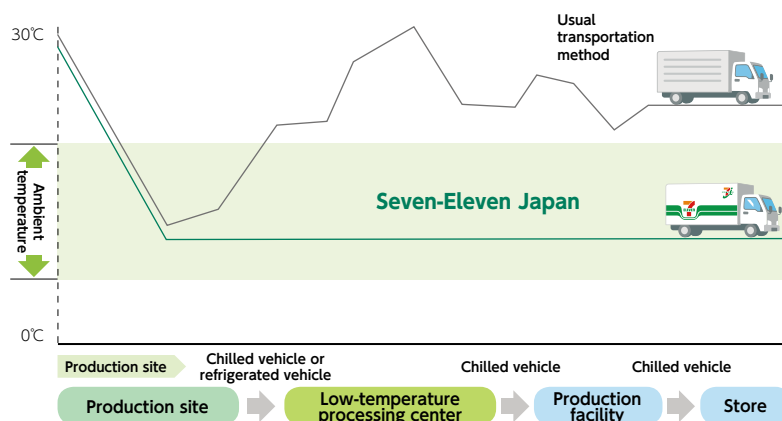 30℃
Usual
transportation
method
Ambient
temperature
Seven-Eleven Japan
0℃
Production site
Chilled vehicle or
refrigerated vehicle
Chilled vehicle
Chilled vehicle
Production site
Low-temperature
processing center
Production
facility
Store